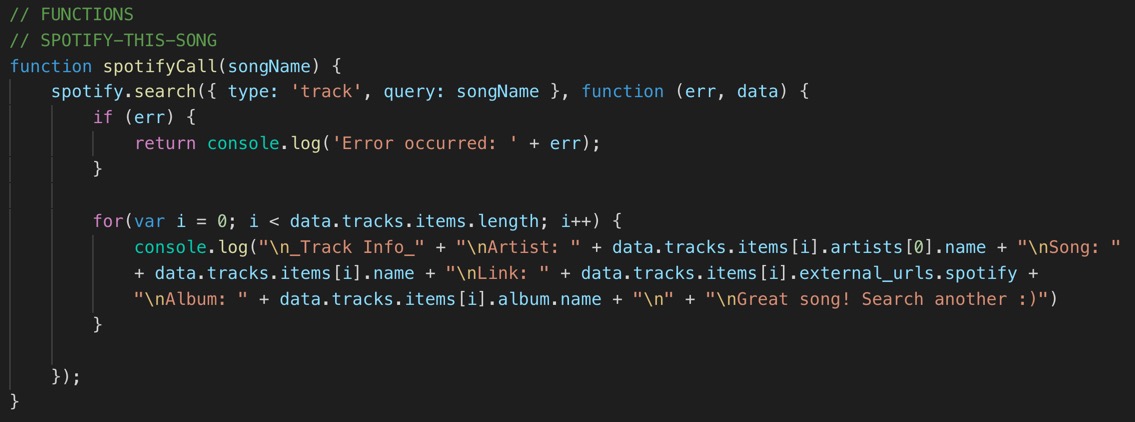 // FUNCTIONS
// SPOTIFY-THIS-SONG
function spotifyCall(songName) {
    spotify.search({ type: 'track', query: songName }, function (err, data) {
        if (err) {
            return console.log('Error occurred: ' + err);
        }

        for(var i = 0; i < data.tracks.items.length; i++) {
            console.log("\n_Track Info_" + "\nArtist: " + data.tracks.items[i].artists[0].name + "\nSong: "
            + data.tracks.items[i].name + "\nLink: " + data.tracks.items[i].external_urls.spotify +
            "\nAlbum: " + data.tracks.items[i].album.name + "\n" + "\nGreat song! Search another :)")
        }

    });
}